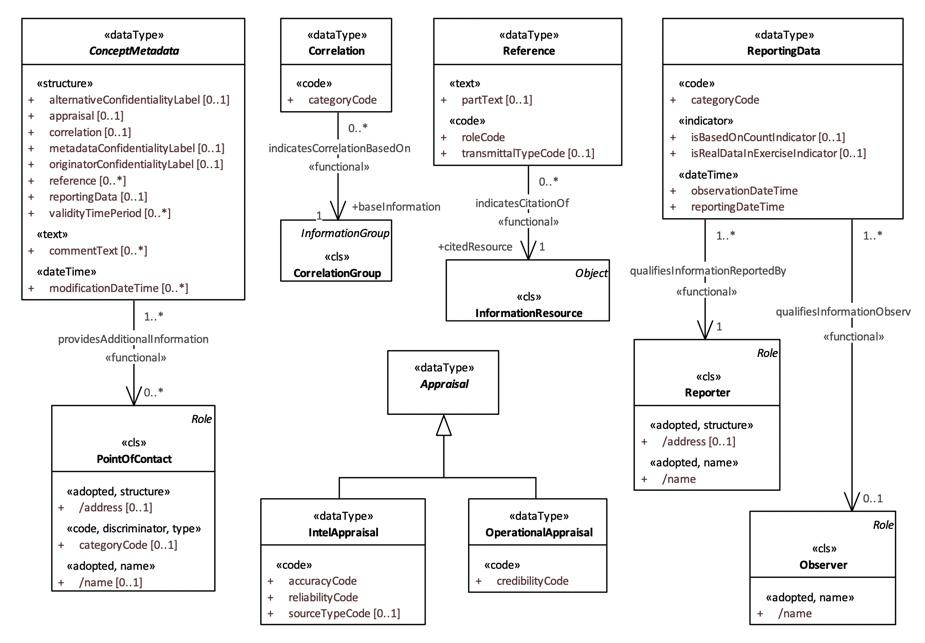 «dataType»
ConceptMetadata
«structure»
+ alternativeConfidentialityLabel [0..1]
+ appraisal [0..1]
+ correlation [0..1]
+ metadataConfidentialityLabel [0..1]
+ originatorConfidentialityLabel [0..1]
+ reference [0..*]
+ reportingData [0..1]
+ validityTimePeriod [0..*]
«text»
+ commentText [0..*]
«dateTime»
+ modificationDateTime [0..*]
1..*
providesAdditionalInformation
«functional»
0..*
Role
«cls»
PointOfContact
«adopted, structure»
+ /address [0..1]
«code, discriminator, type»
+ categoryCode [0..1]
«adopted, name»
+ /name [0..1]
«dataType»
Correlation
«code»
+ categoryCode
0..*
indicatesCorrelationBasedOn
«functional»
+baseInformation
1
InformationGroup
«cls»
CorrelationGroup
«dataType»
Reference
«text»
+ partText [0..1]
«code»
+ roleCode
+ transmittalTypeCode [0..1]
0..*
indicatesCitationOf
«functional»
+citedResource 1
Object
«cls»
InformationResource
«dataType»
Appraisal
«dataType»
IntelAppraisal
«code»
+ accuracyCode
+ reliabilityCode
+ sourceTypeCode [0..1]
«dataType»
OperationalAppraisal
«code»
+ credibilityCode
«dataType»
ReportingData
«code»
+ categoryCode
«indicator»
+ isBasedOnCountIndicator [0..1]
+ isRealDataInExerciseIndicator [0..1]
«dateTime»
+ observationDateTime
+ reportingDateTime
1..*
qualifiesInformationReportedBy
«functional»
1
Role
«cls»
Reporter
«adopted, structure»
+ /address [0..1]
«adopted, name»
+ /name
1..*
qualifiesInformationObserv
«functional»
0..1
Role
«cls»
Observer
«adopted, name»
+ /name